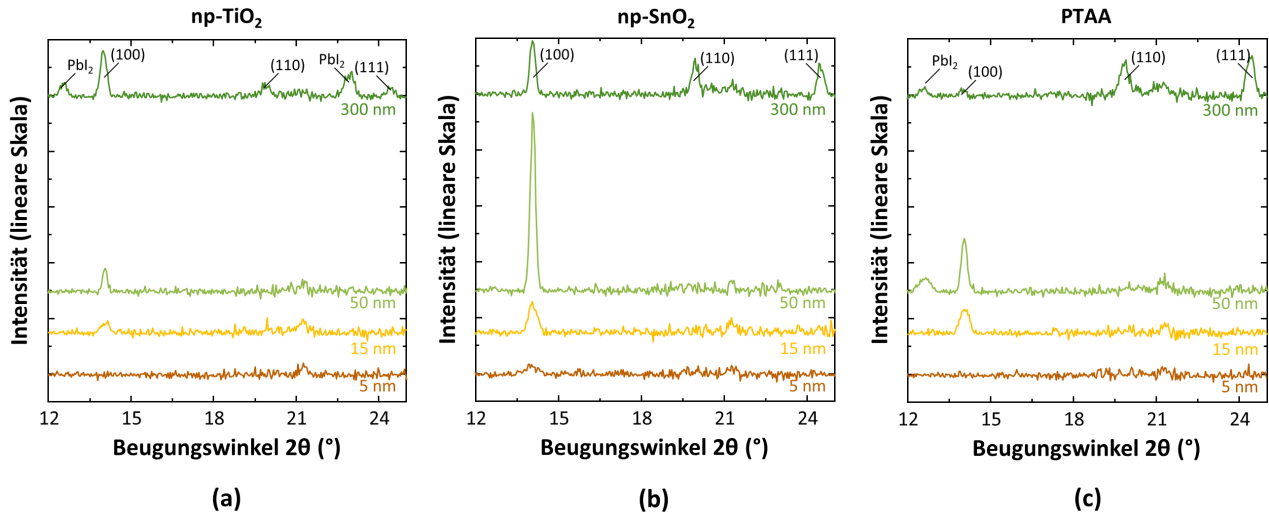 np-TiO₂
PbI₂
(100)
(110)
PbI₂
(111)
300 nm
50 nm
15 nm
5 nm
Intensität (lineare Skala)
12 15 18 21 24
Beugungswinkel 2θ (°)
(a)
np-SnO₂
(100)
(110)
(111)
300 nm
50 nm
15 nm
5 nm
Intensität (lineare Skala)
12 15 18 21 24
Beugungswinkel 2θ (°)
(b)
PTAA
PbI₂
(100)
(110)
(111)
300 nm
50 nm
15 nm
5 nm
Intensität (lineare Skala)
12 15 18 21 24
Beugungswinkel 2θ (°)
(c)